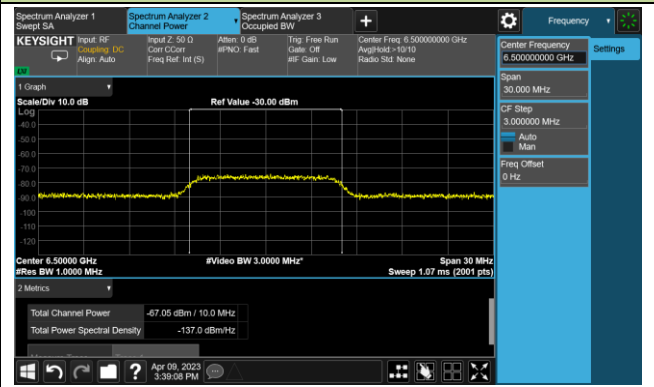 Spectrum Analyzer 1
Swept SA
Spectrum Analyzer 2
Channel Power
Spectrum Analyzer 3
Occupied BW
Frequency
KEYSIGHT
Input: RF
Coupling: DC
Align: Auto
Input Z: 50 Ω
Corr CCorr
Freq Ref: Int (S)
Atten: 0 dB
#PNO: Fast
Trig: Free Run
Gate: Off
#IF Gain: Low
Center Freq: 6.500000000 GHz
Avg|Hold:>10/10
Radio Std: None
Center Frequency
6.500000000 GHz
Settings
Span
30.000 MHz
CF Step
3.000000 MHz
Auto
Man
Freq Offset
0 Hz
1 Graph
Scale/Div 10.0 dB
Ref Value -30.00 dBm
Log
-40.0
-50.0
-60.0
-70.0
-80.0
-90.0
-100
-110
-120
Center 6.50000 GHz
#Video BW 3.0000 MHz*
Span 30 MHz
#Res BW 1.0000 MHz
Sweep 1.07 ms (2001 pts)
2 Metrics
Total Channel Power
-67.05 dBm / 10.0 MHz
Total Power Spectral Density
-137.0 dBm/Hz
Apr 09, 2023
3:39:08 PM